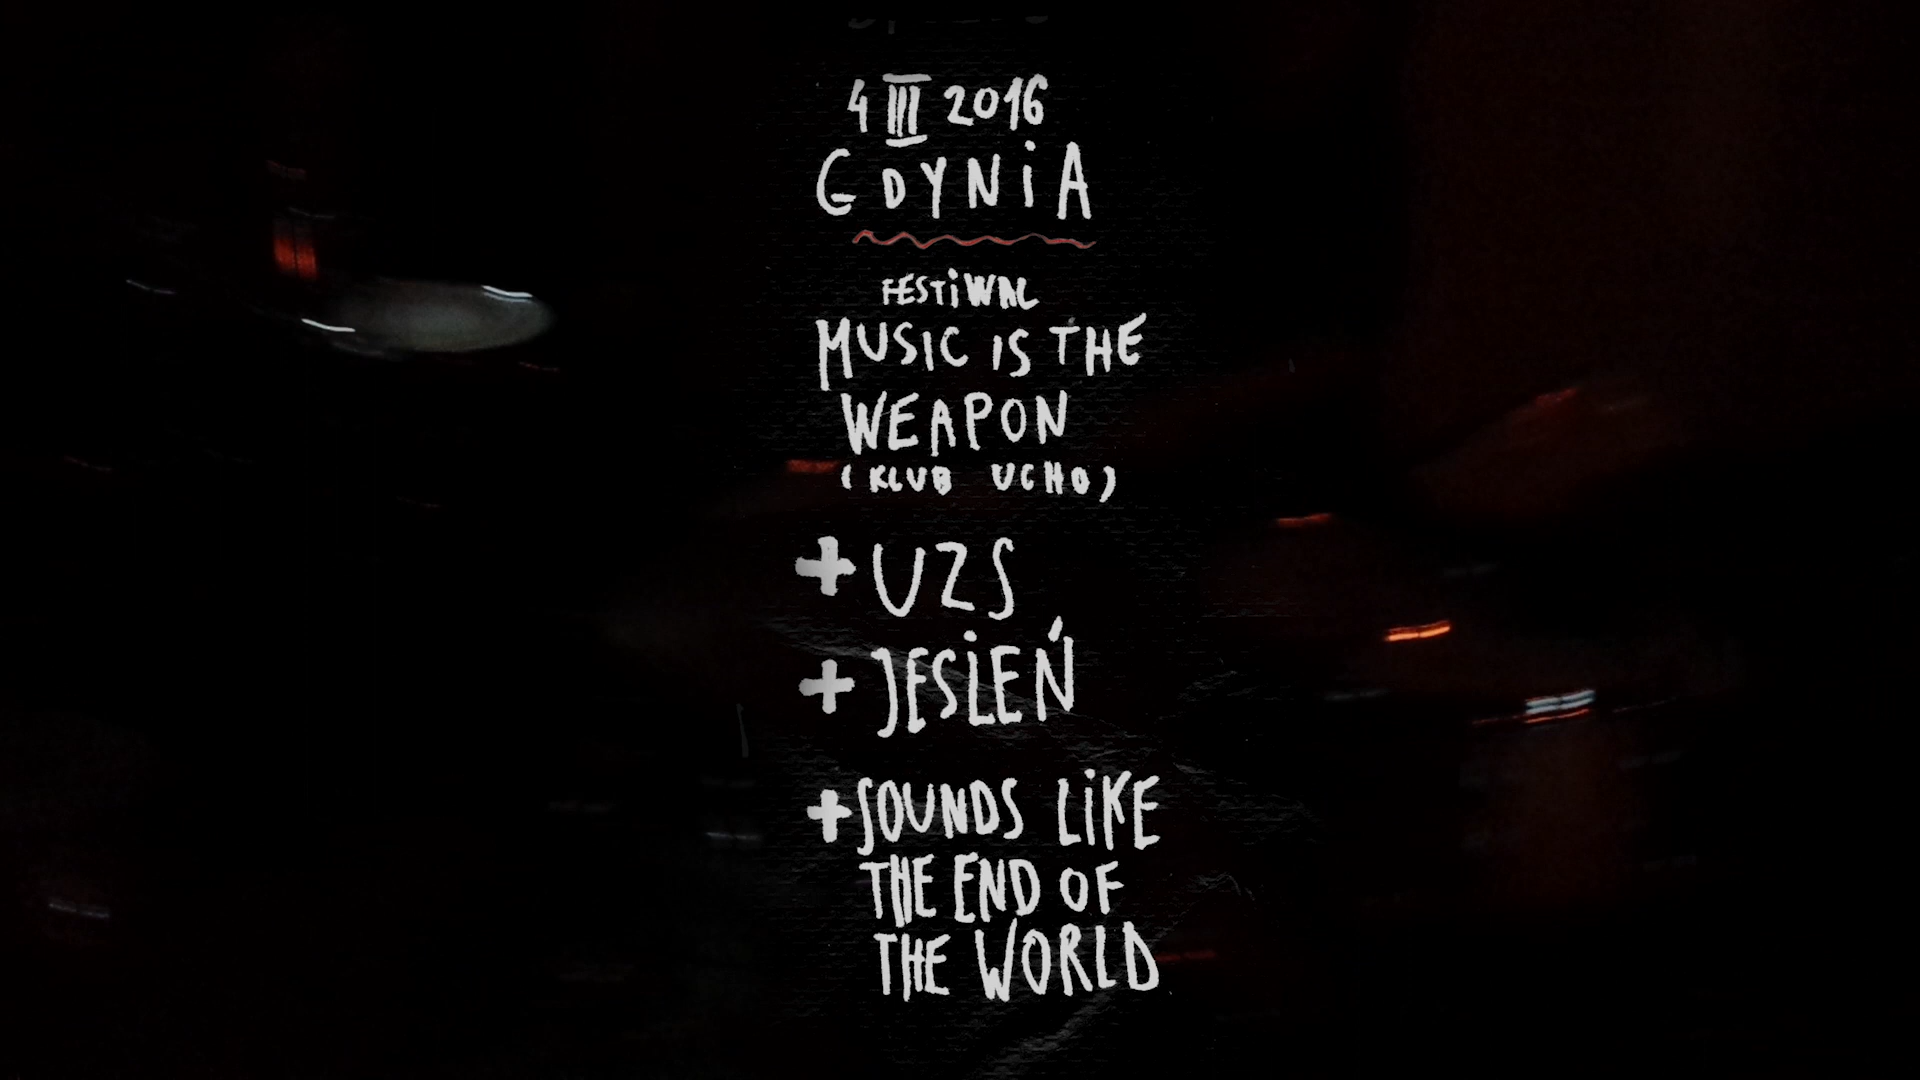 4 III 2016
GDYNiA
FESTiWAL
MUSIC IS THE
WEAPON
(KLUB UCHO)
+ UZS
+ JESiEŃ
+ SOUNDS LiKE
THE END OF
THE WORLD